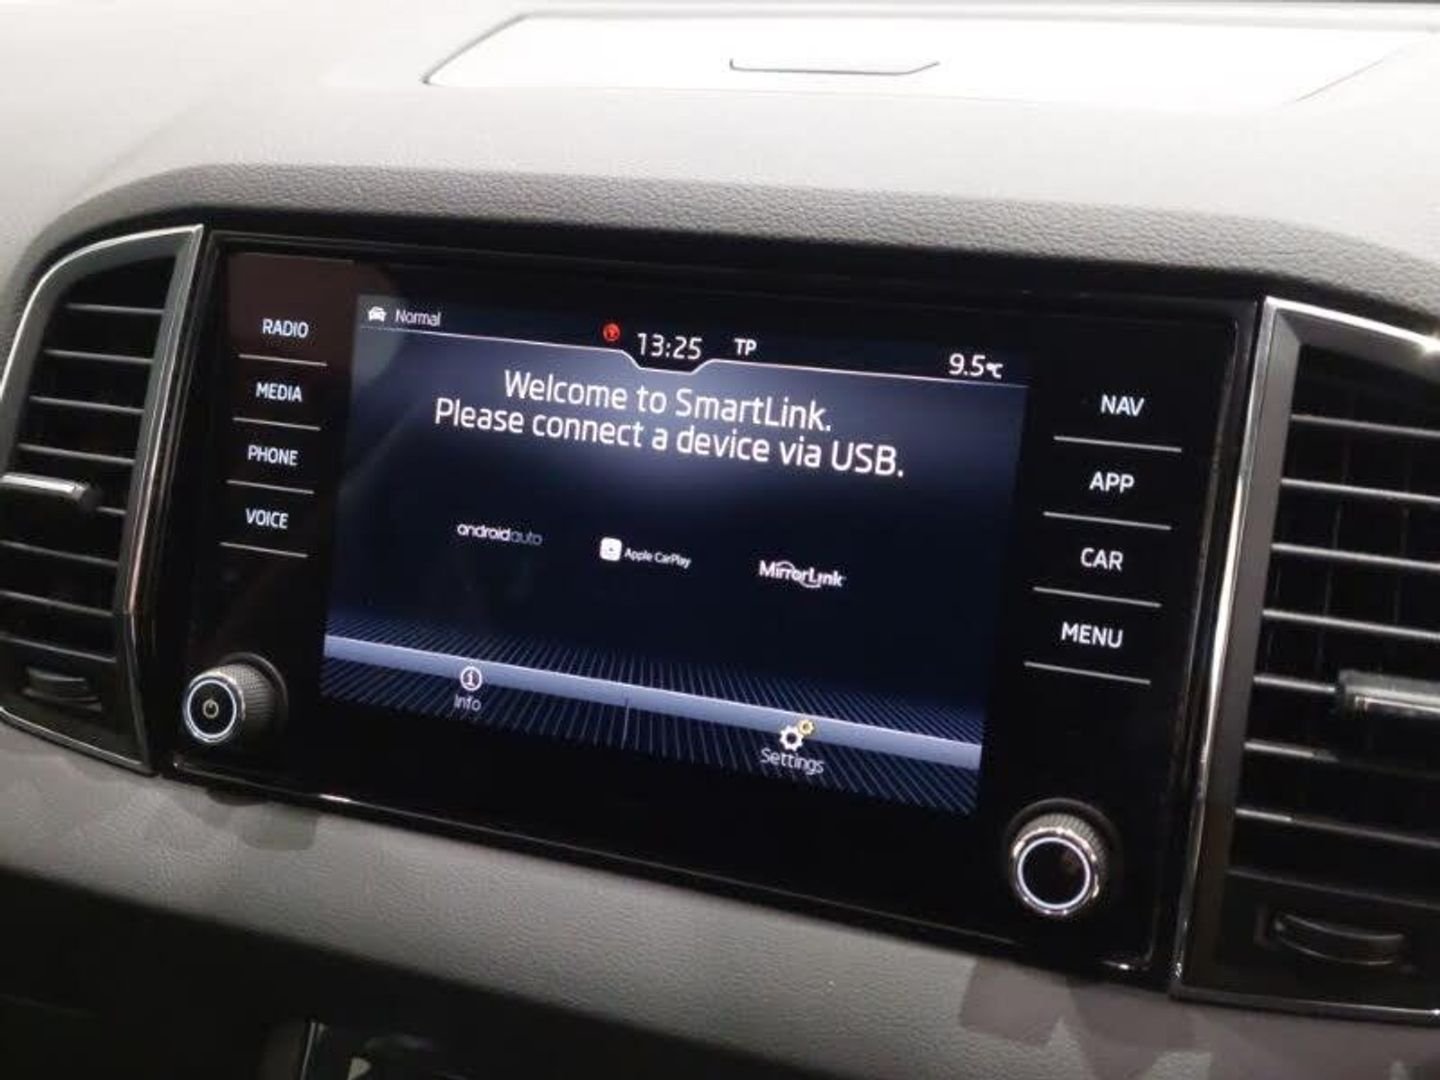 RADIO
MEDIA
PHONE
VOICE
Normal
13:25
TP
9.5°C
Welcome to SmartLink.
Please connect a device via USB.
androidauto
Apple CarPlay
MirrorLink
Info
Settings
NAV
APP
CAR
MENU